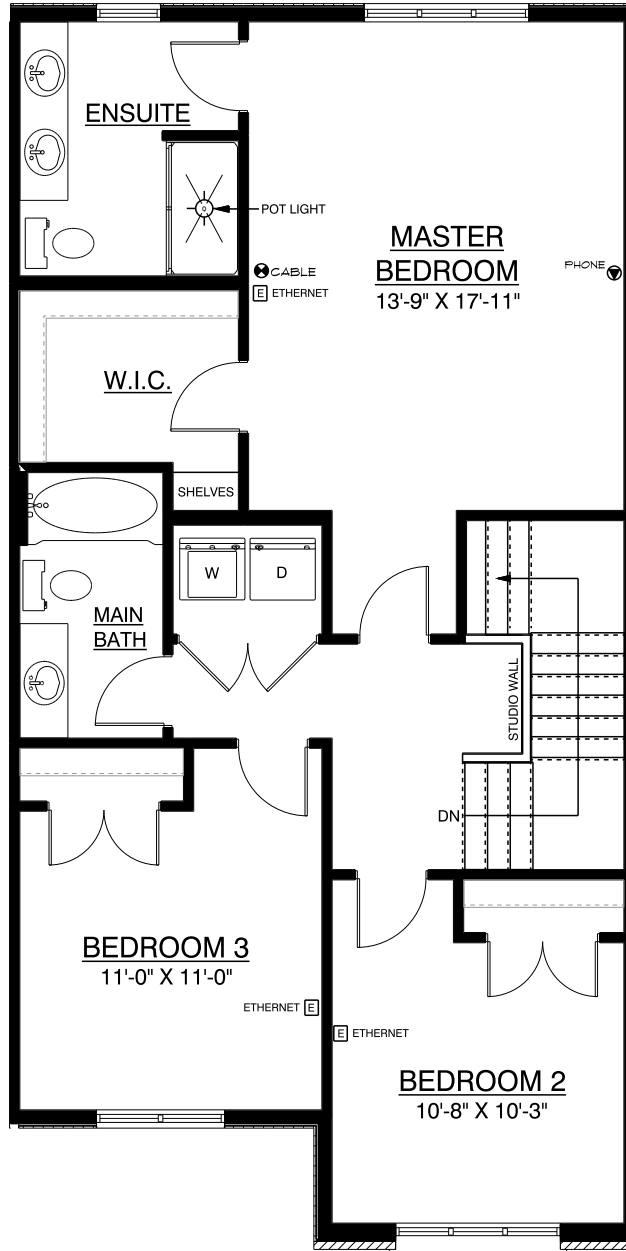 ENSUITE
POT LIGHT
MASTER
BEDROOM
13'-9" X 17'-11"
CABLE
E ETHERNET
PHONE
W.I.C.
SHELVES
W
D
MAIN
BATH
STUDIO WALL
DN
BEDROOM 3
11'-0" X 11'-0"
ETHERNET E
E ETHERNET
BEDROOM 2
10'-8" X 10'-3"